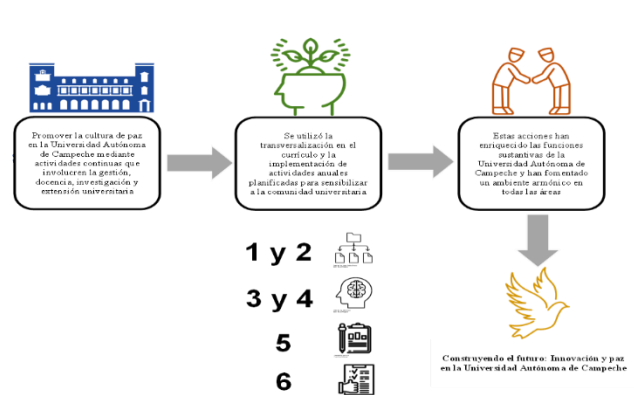 Promover la cultura de paz
en la Universidad Autónoma
de Campeche mediante
actividades continuas que
involucren la gestión,
docencia, investigación y
extensión universitaria
Se utilizó la
transversalización en el
currículo y la
implementación de
actividades anuales
planificadas para sensibilizar
a la comunidad universitaria
Estas acciones han
enriquecido las funciones
sustantivas de la
Universidad Autónoma de
Campeche y han fomentado
un ambiente armónico en
todas las áreas
1 y 2
3 y 4
5
6
Construyendo el futuro: Innovación y paz
en la Universidad Autónoma de Campeche